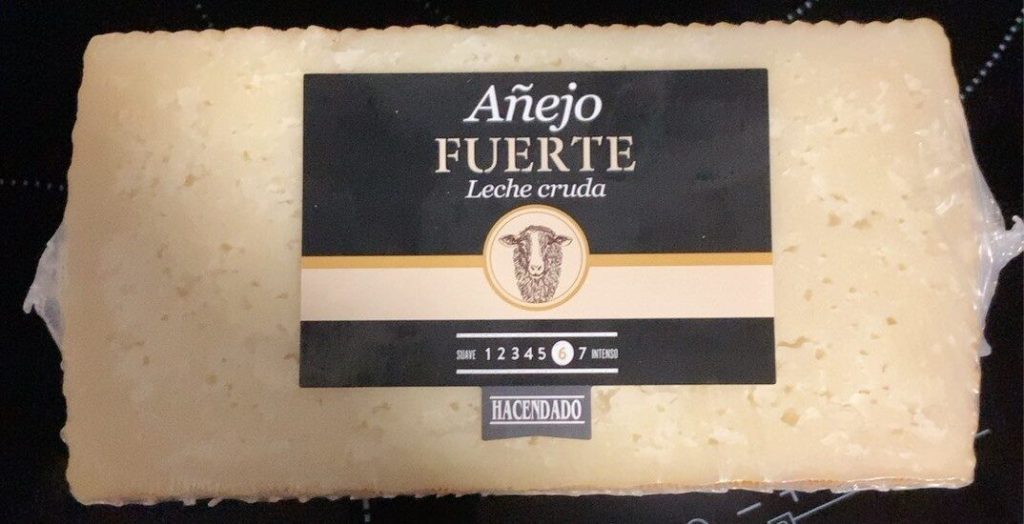 Añejo
FUERTE
Leche cruda
SUAVE 1 2 3 4 5 6 7 INTENSO
HACENDADO